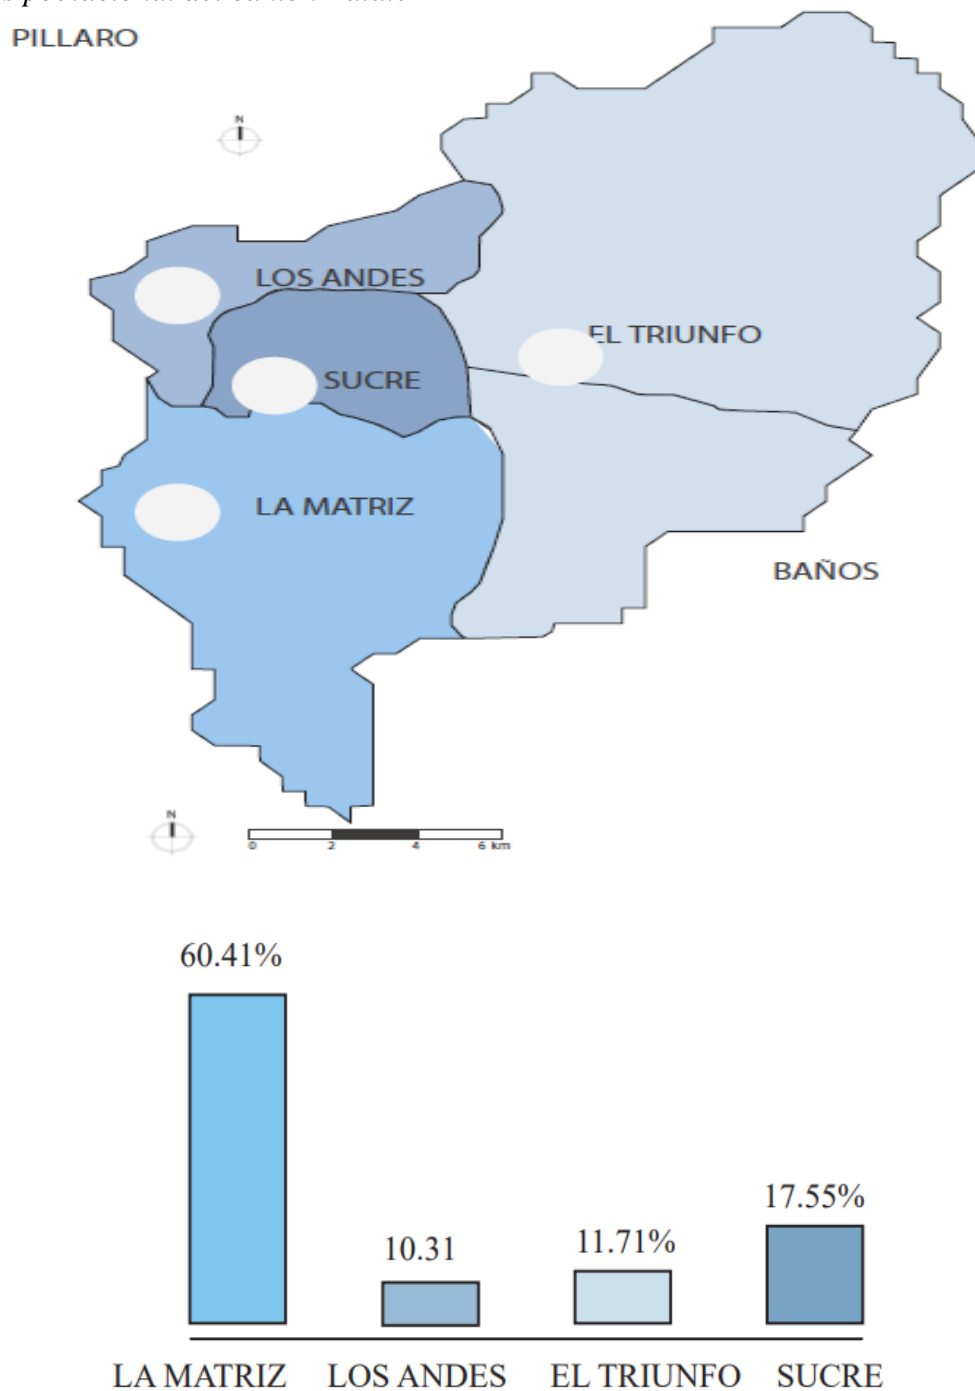 PILLARO
N
LOS ANDES
EL TRIUNFO
SUCRE
LA MATRIZ
BAÑOS
N
0 2 4 6 km
60.41%
10.31
11.71%
17.55%
LA MATRIZ LOS ANDES EL TRIUNFO SUCRE